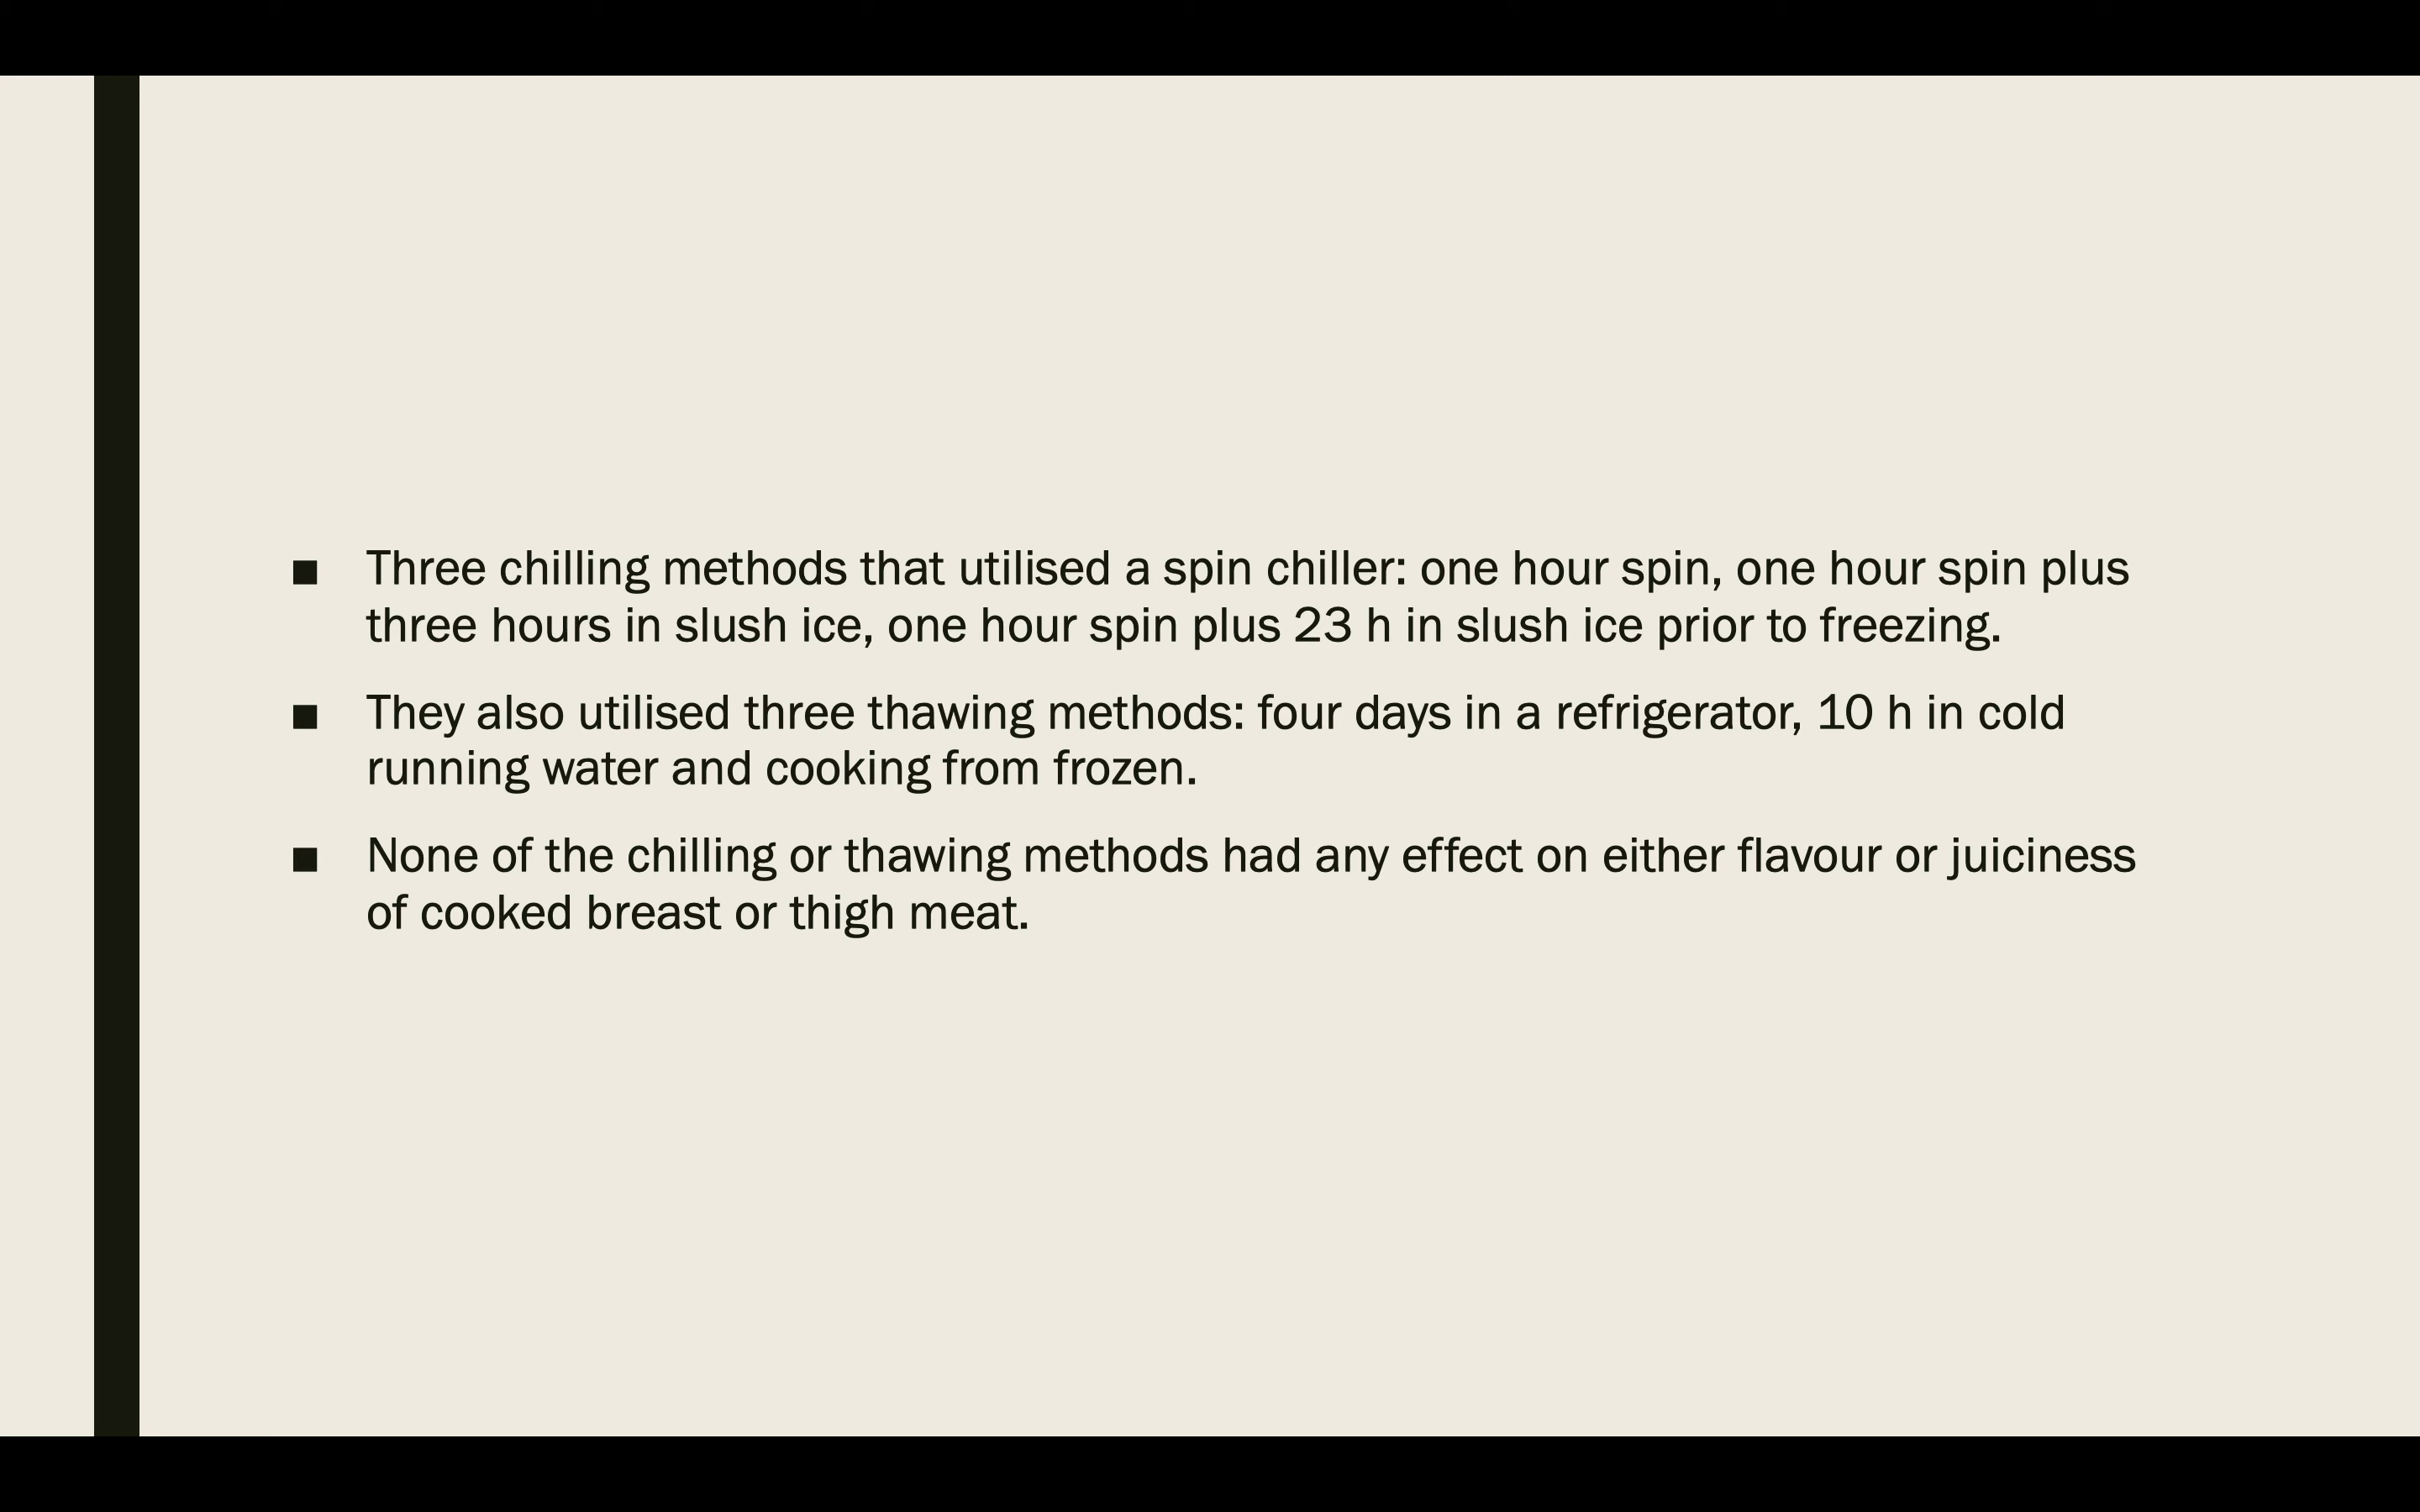 ■ Three chilling methods that utilised a spin chiller: one hour spin, one hour spin plus
three hours in slush ice, one hour spin plus 23 h in slush ice prior to freezing.
■ They also utilised three thawing methods: four days in a refrigerator, 10 h in cold
running water and cooking from frozen.
■ None of the chilling or thawing methods had any effect on either flavour or juiciness
of cooked breast or thigh meat.